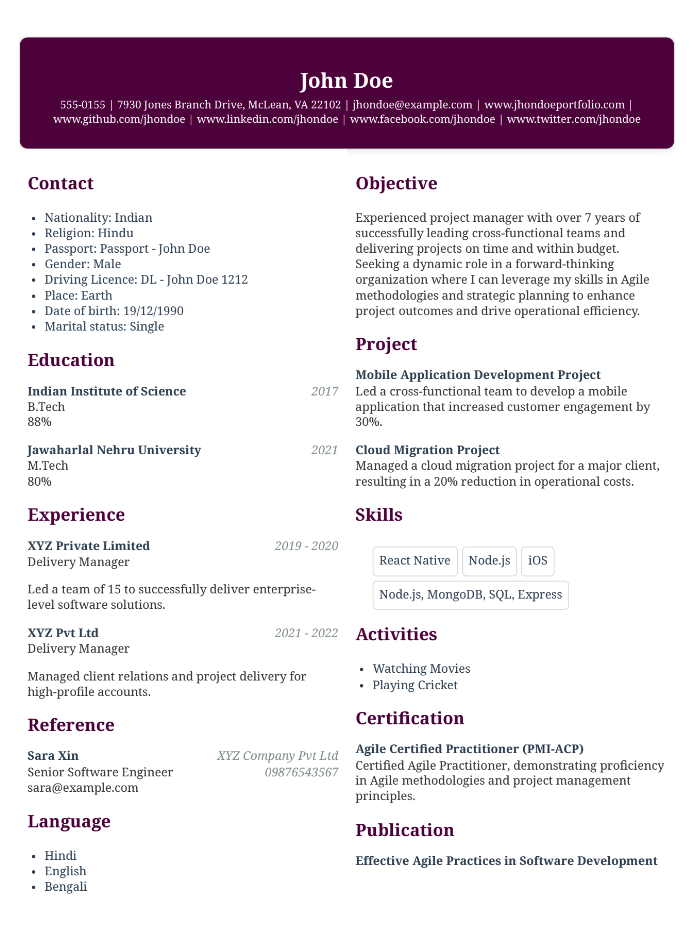 John Doe
555-0155 | 7930 Jones Branch Drive, McLean, VA 22102 | jhondoe@example.com | www.jhondoeportfolio.com |
www.github.com/jhondoe | www.linkedin.com/jhondoe | www.facebook.com/jhondoe | www.twitter.com/jhondoe
Contact
• Nationality: Indian
• Religion: Hindu
• Passport: Passport - John Doe
• Gender: Male
• Driving Licence: DL - John Doe 1212
• Place: Earth
• Date of birth: 19/12/1990
• Marital status: Single
Education
Indian Institute of Science 2017
B.Tech
88%
Jawaharlal Nehru University 2021
M.Tech
80%
Experience
XYZ Private Limited 2019 - 2020
Delivery Manager
Led a team of 15 to successfully deliver enterprise-
level software solutions.
XYZ Pvt Ltd 2021 - 2022
Delivery Manager
Managed client relations and project delivery for
high-profile accounts.
Reference
Sara Xin XYZ Company Pvt Ltd
Senior Software Engineer 09876543567
sara@example.com
Language
• Hindi
• English
• Bengali
Objective
Experienced project manager with over 7 years of
successfully leading cross-functional teams and
delivering projects on time and within budget.
Seeking a dynamic role in a forward-thinking
organization where I can leverage my skills in Agile
methodologies and strategic planning to enhance
project outcomes and drive operational efficiency.
Project
Mobile Application Development Project
Led a cross-functional team to develop a mobile
application that increased customer engagement by
30%.
Cloud Migration Project
Managed a cloud migration project for a major client,
resulting in a 20% reduction in operational costs.
Skills
React Native Node.js iOS
Node.js, MongoDB, SQL, Express
Activities
• Watching Movies
• Playing Cricket
Certification
Agile Certified Practitioner (PMI-ACP)
Certified Agile Practitioner, demonstrating proficiency
in Agile methodologies and project management
principles.
Publication
Effective Agile Practices in Software Development